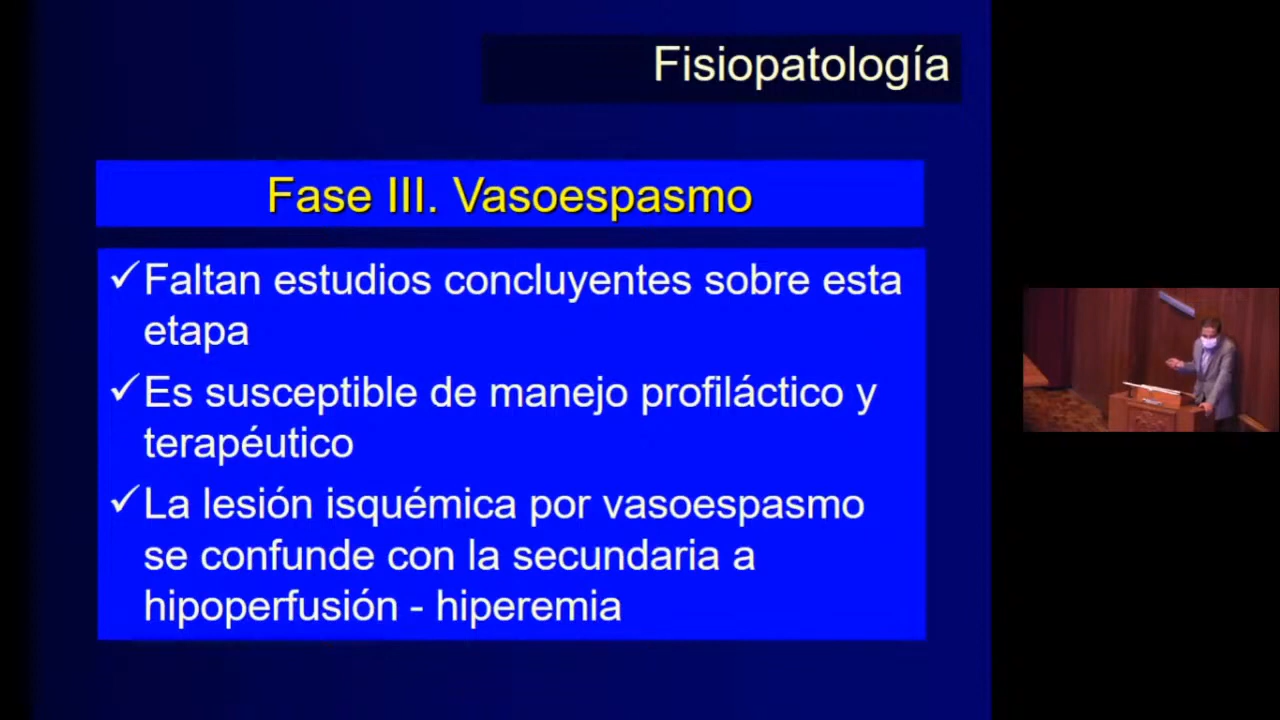 Fisiopatología
Fase III. Vasoespasmo
✓Faltan estudios concluyentes sobre esta
etapa
✓Es susceptible de manejo profiláctico y
terapéutico
✓La lesión isquémica por vasoespasmo
se confunde con la secundaria a
hipoperfusión - hiperemia